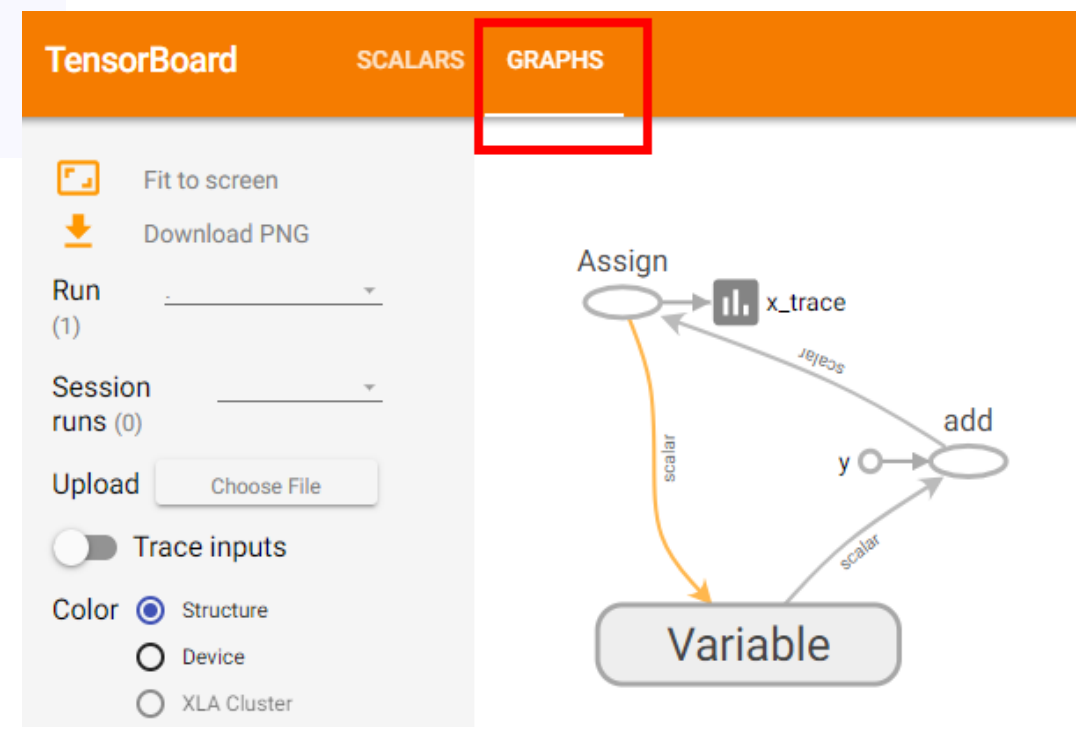 TensorBoard SCALARS GRAPHS
Fit to screen
Download PNG
Run .
(1)
Session
runs (0)
Upload Choose File
Trace inputs
Color Structure
Device
XLA Cluster
Assign
x_trace
scalar
add
scalar
y
scalar
Variable